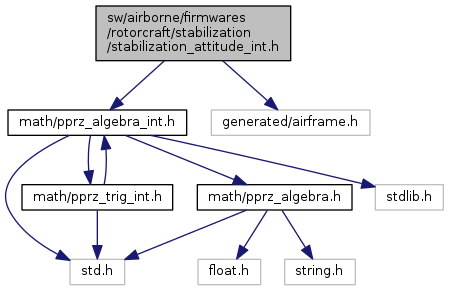 sw/airborne/firmwares
/rotorcraft/stabilization
/stabilization_attitude_int.h
math/pprz_algebra_int.h
generated/airframe.h
math/pprz_trig_int.h
math/pprz_algebra.h
stdlib.h
std.h
float.h
string.h